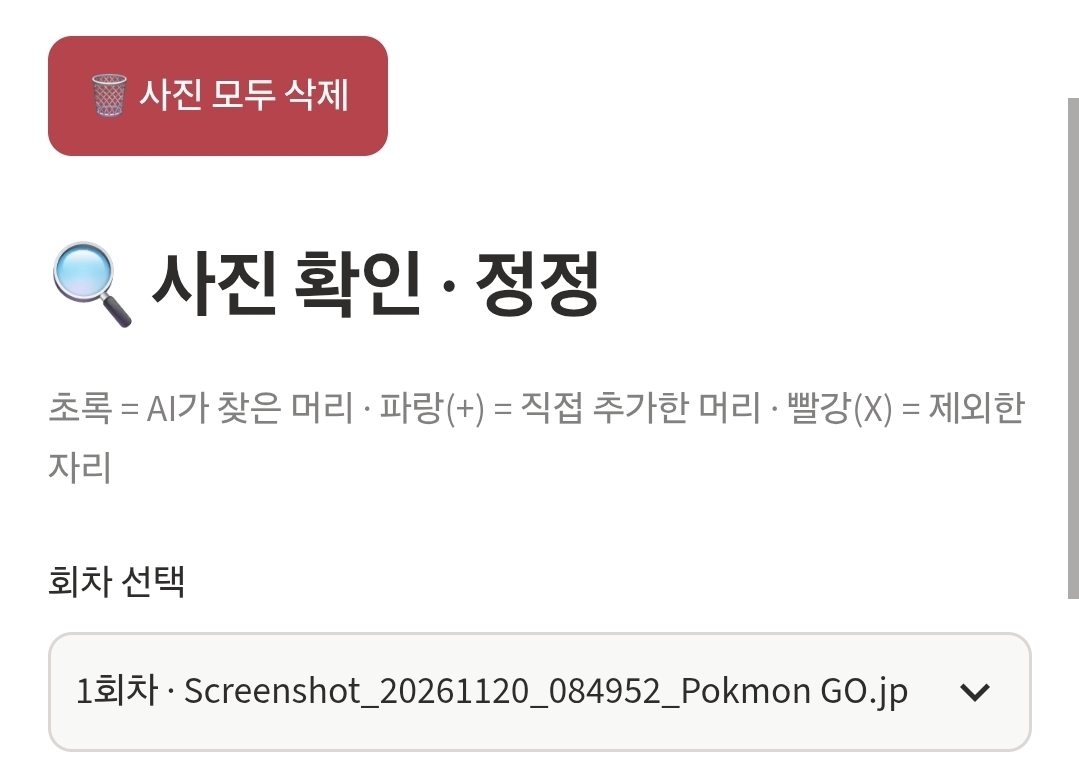 사진 모두 삭제
사진 확인 · 정정
초록 = AI가 찾은 머리 · 파랑(+) = 직접 추가한 머리 · 빨강(X) = 제외한
자리
회차 선택
1회차 · Screenshot_20261120_084952_Pokmon GO.jp